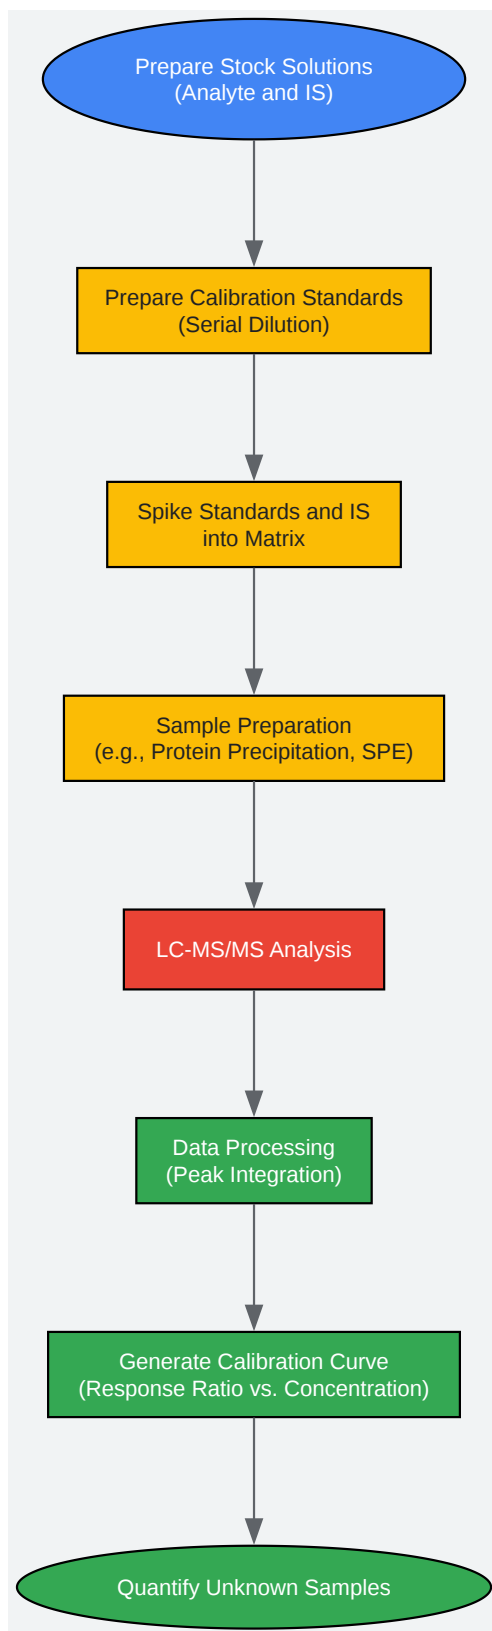 Prepare Stock Solutions
(Analyte and IS)
Prepare Calibration Standards
(Serial Dilution)
Spike Standards and IS
into Matrix
Sample Preparation
(e.g., Protein Precipitation, SPE)
LC-MS/MS Analysis
Data Processing
(Peak Integration)
Generate Calibration Curve
(Response Ratio vs. Concentration)
Quantify Unknown Samples